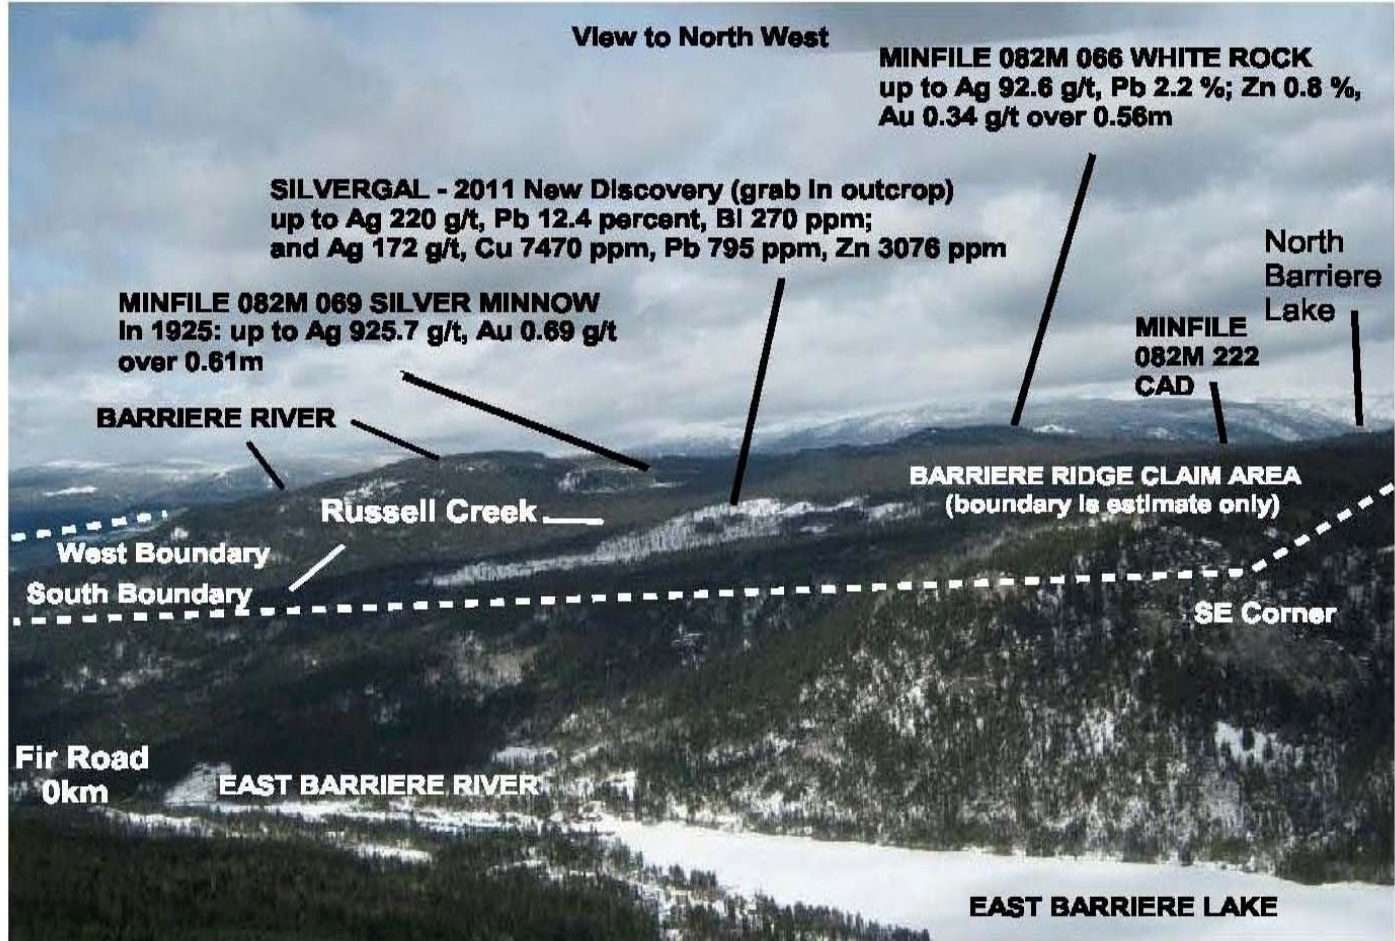 View to North West
MINFILE 082M 066 WHITE ROCK
up to Ag 92.6 g/t, Pb 2.2 %; Zn 0.8 %,
Au 0.34 g/t over 0.56m
SILVERGAL - 2011 New Discovery (grab in outcrop)
up to Ag 220 g/t, Pb 12.4 percent, Bi 270 ppm;
and Ag 172 g/t, Cu 7470 ppm, Pb 795 ppm, Zn 3076 ppm
North
Barriere
Lake
MINFILE 082M 069 SILVER MINNOW
In 1925: up to Ag 925.7 g/t, Au 0.69 g/t
over 0.61m
MINFILE
082M 222
CAD
BARRIERE RIVER
BARRIERE RIDGE CLAIM AREA
(boundary is estimate only)
Russell Creek
West Boundary
South Boundary
SE Corner
Fir Road
0km
EAST BARRIERE RIVER
EAST BARRIERE LAKE